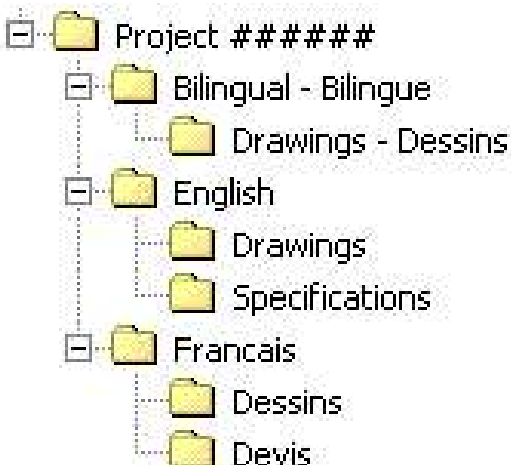 Project ######
Bilingual - Bilingue
Drawings - Dessins
English
Drawings
Specifications
Francais
Dessins
Devis